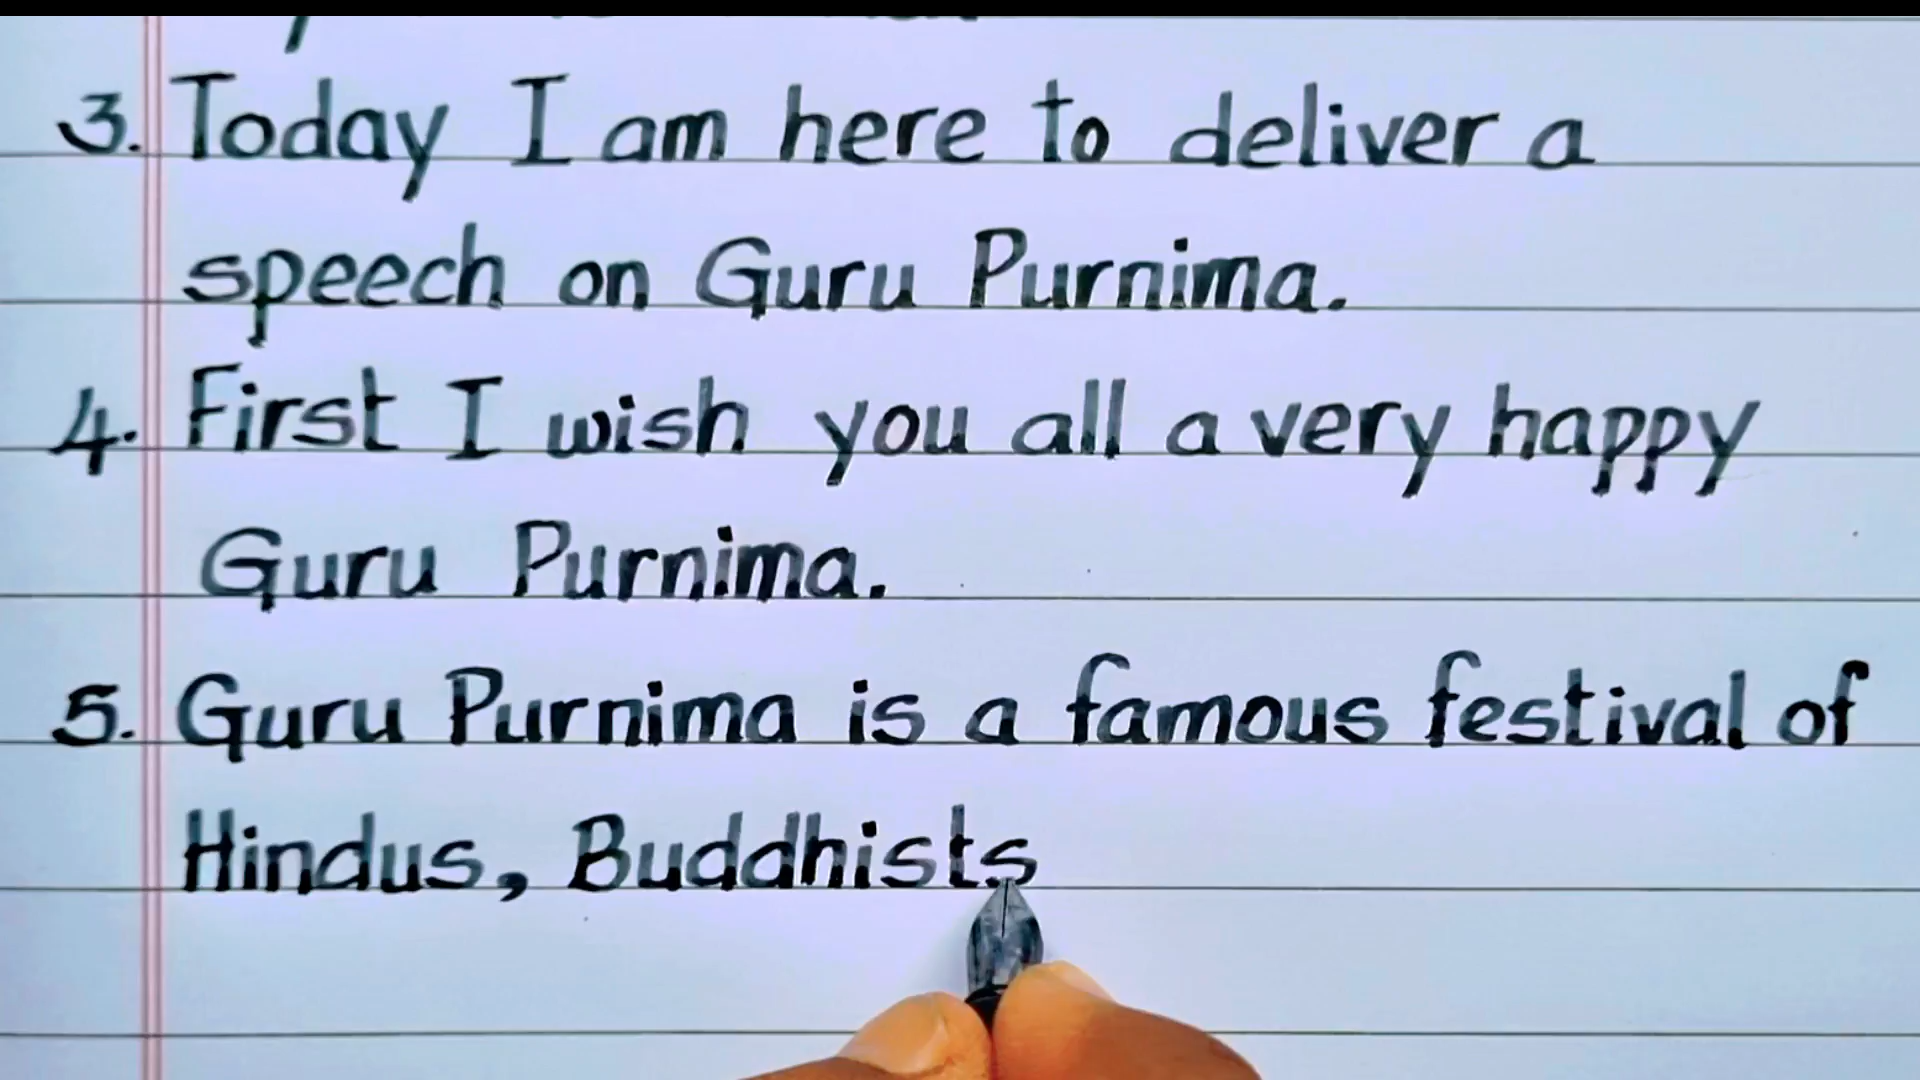 3. Today I am here to deliver a
speech on Guru Purnima.
4. First I wish you all a very happy
Guru Purnima.
5. Guru Purnima is a famous festival of
Hindus, Buddhists